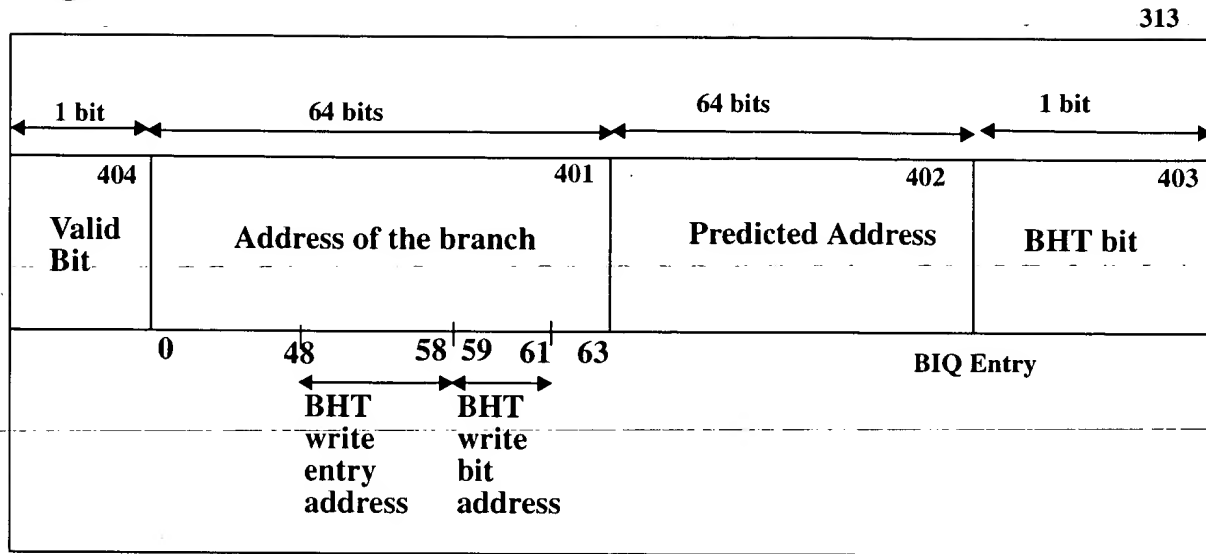 313
1 bit 64 bits 64 bits 1 bit
404 401 402 403
Valid Bit
Address of the branch
Predicted Address
BHT bit
0 48 58 59 61 63
BIQ Entry
BHT write entry address
BHT write bit address